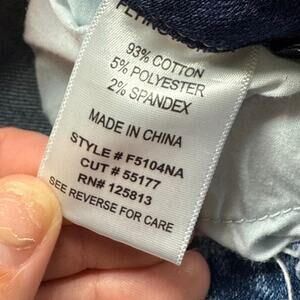 93% COTTON
5% POLYESTER
2% SPANDEX
MADE IN CHINA
STYLE # F5104NA
CUT # 55177
RN# 125813
SEE REVERSE FOR CARE